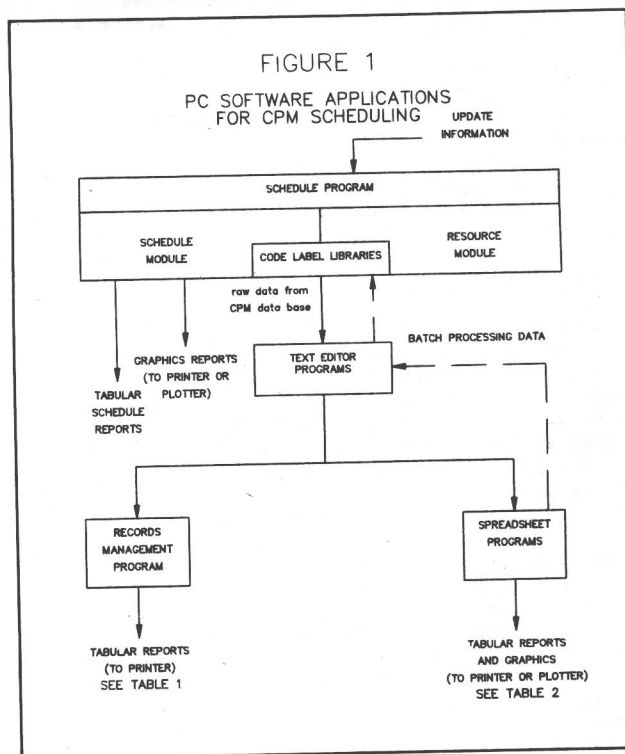 FIGURE 1
PC SOFTWARE APPLICATIONS
FOR CPM SCHEDULING
UPDATE
INFORMATION
SCHEDULE PROGRAM
SCHEDULE
MODULE
CODE LABEL LIBRARIES
RESOURCE
MODULE
raw data from
CPM data base
GRAPHICS REPORTS
(TO PRINTER OR
PLOTTER)
TABULAR
SCHEDULE
REPORTS
TEXT EDITOR
PROGRAMS
BATCH PROCESSING DATA
RECORDS
MANAGEMENT
PROGRAM
SPREADSHEET
PROGRAMS
TABULAR REPORTS
(TO PRINTER)
SEE TABLE 1
TABULAR REPORTS
AND GRAPHICS
(TO PRINTER OR PLOTTER)
SEE TABLE 2